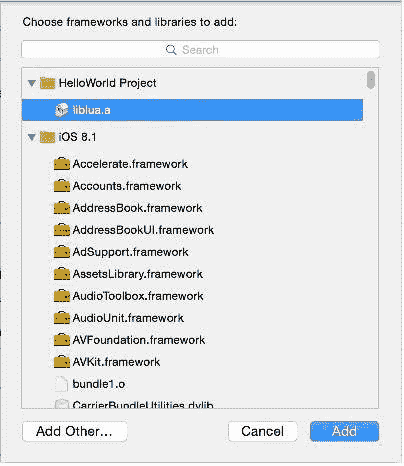 Choose frameworks and libraries to add:
Search
HelloWorld Project
liblua.a
iOS 8.1
Accelerate.framework
Accounts.framework
AddressBook.framework
AddressBookUI.framework
AdSupport.framework
AssetsLibrary.framework
AudioToolbox.framework
AudioUnit.framework
AVFoundation.framework
AVKit.framework
bundle1.o
CarrierBundleUtilities.dylib
Add Other...
Cancel
Add